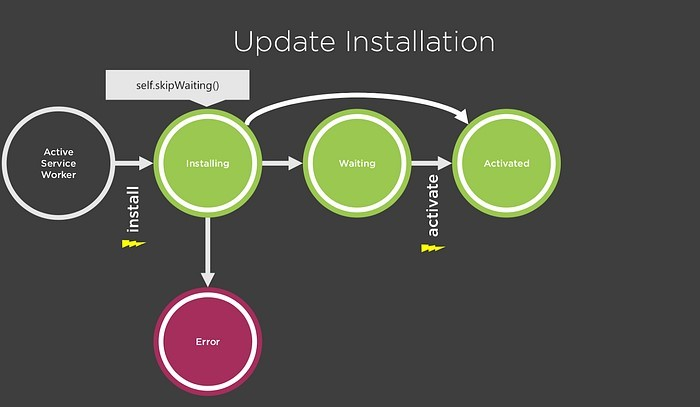 Update Installation
self.skipWaiting()
Active
Service
Worker
Installing
Waiting
Activated
install
activate
Error